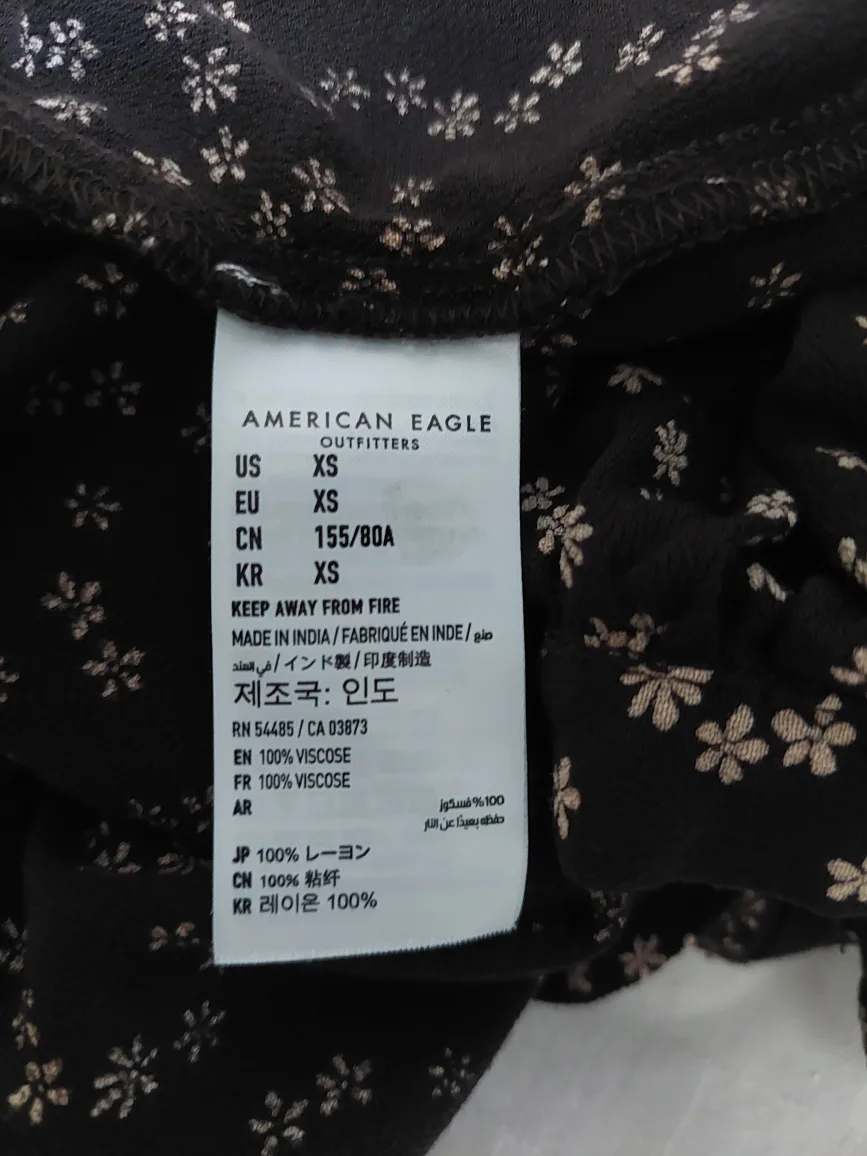 AMERICAN EAGLE
OUTFITTERS
US XS
EU XS
CN 155/80A
KR XS
KEEP AWAY FROM FIRE
MADE IN INDIA / FABRIQUÉ EN INDE / صنع
في الهند / インド製 / 印度制造
제조국: 인도
RN 54485 / CA 03873
EN 100% VISCOSE
FR 100% VISCOSE
AR 100% فسكوز
حفظه بعيدًا عن النار
JP 100% レーヨン
CN 100% 粘纤
KR 레이온 100%